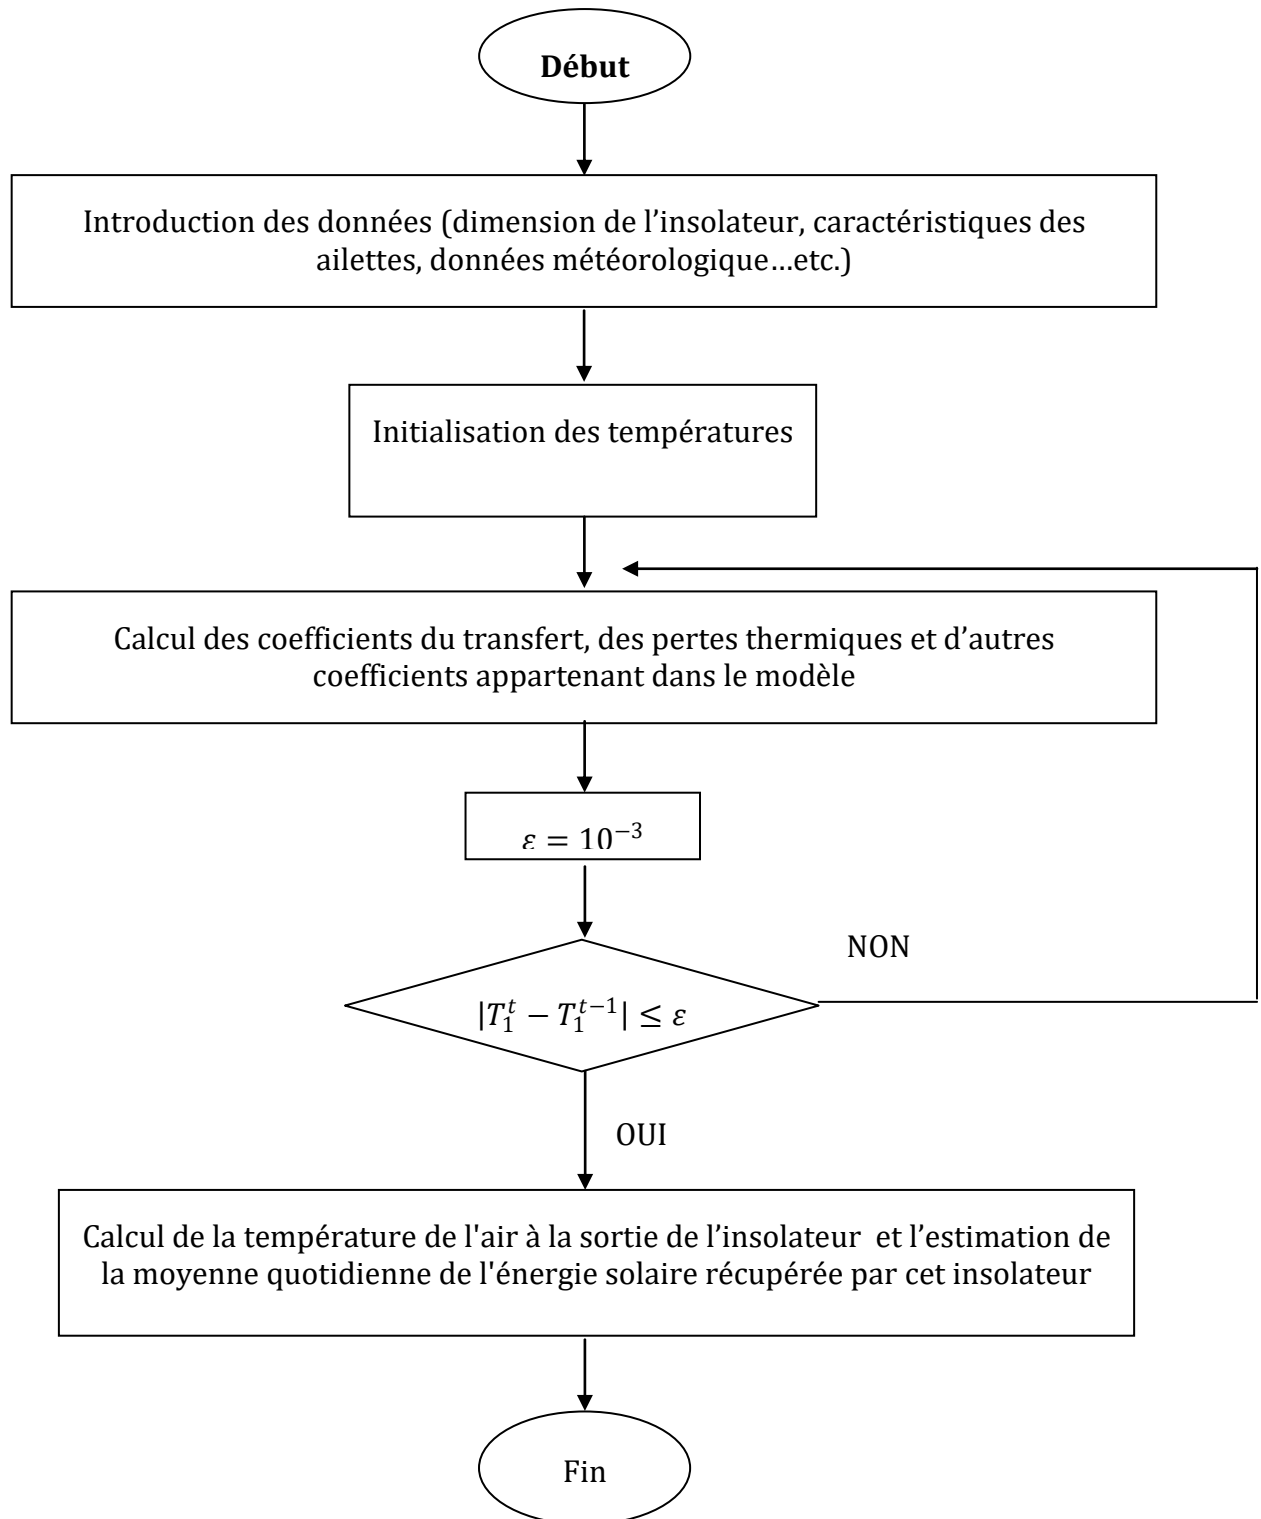 Début
Introduction des données (dimension de l’insolateur, caractéristiques des
ailettes, données météorologique…etc.)
Initialisation des températures
Calcul des coefficients du transfert, des pertes thermiques et d’autres
coefficients appartenant dans le modèle
𝜀 = 10⁻³
NON
|T₁ᵗ − T₁ᵗ⁻¹| ≤ 𝜀
OUI
Calcul de la température de l'air à la sortie de l’insolateur et l’estimation de
la moyenne quotidienne de l'énergie solaire récupérée par cet insolateur
Fin